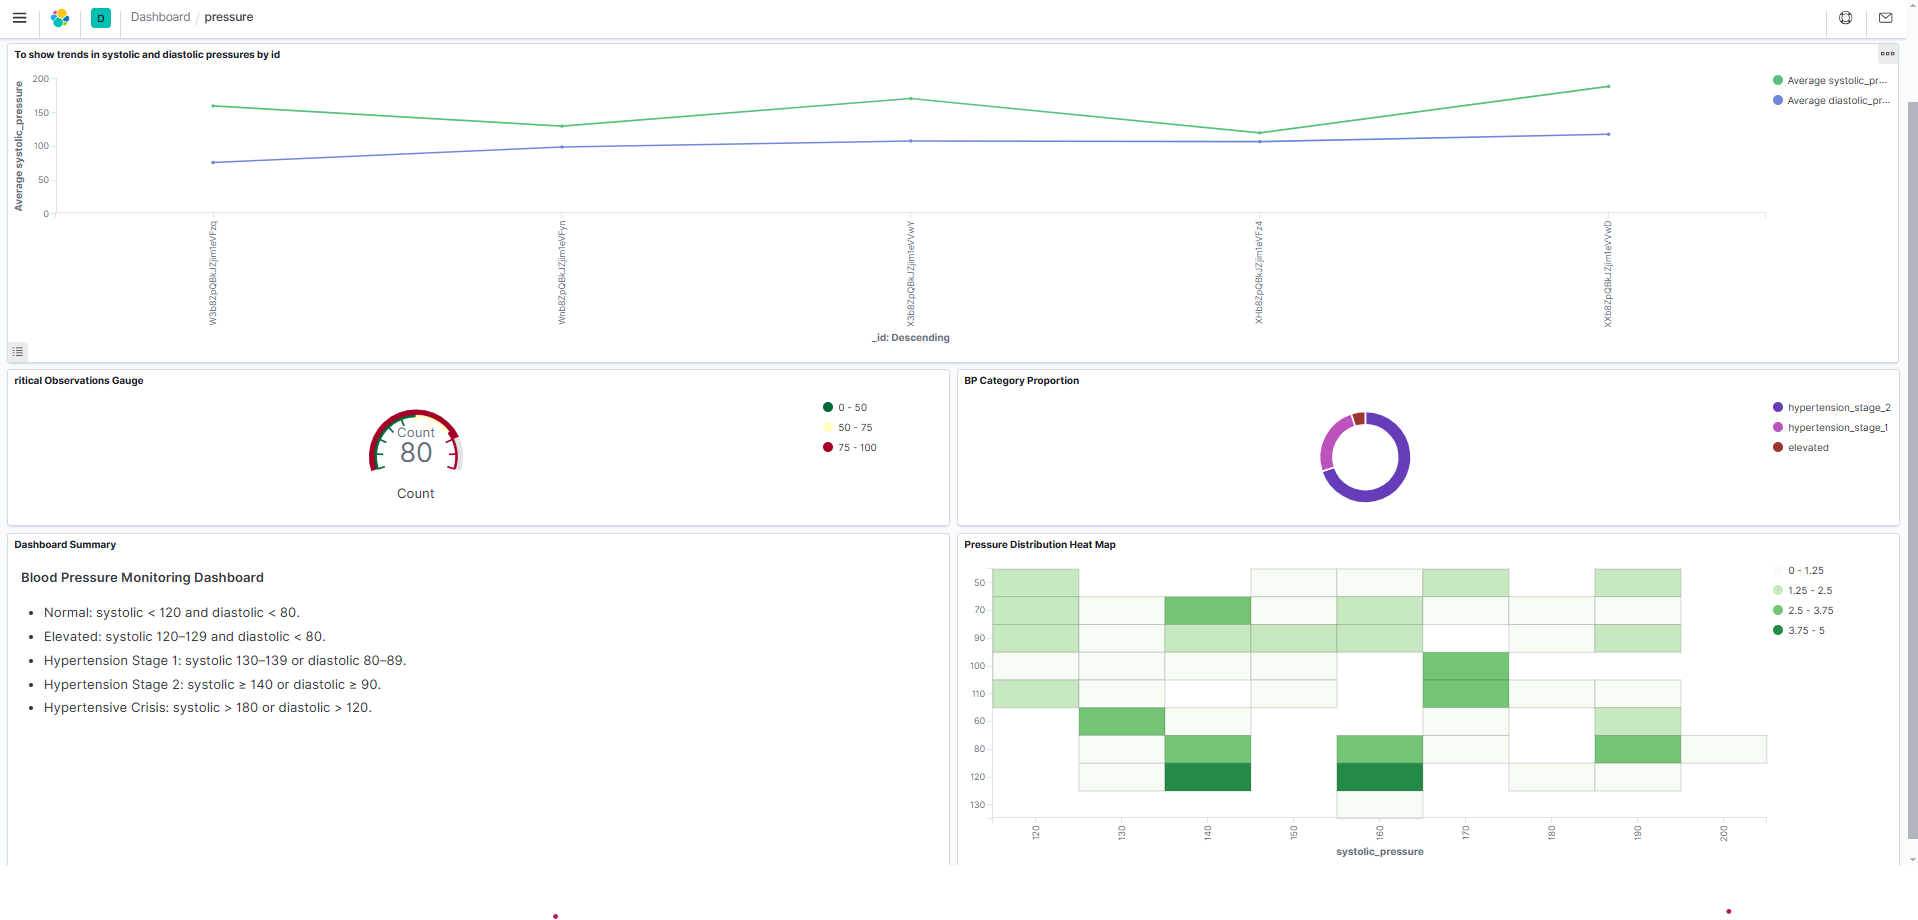 D Dashboard / pressure
To show trends in systolic and diastolic pressures by id
Average systolic_pressure
200
150
100
50
0
Average systolic_pr...
Average diastolic_pr...
W3b8ZpQBkJZjim1eVFzq
Wnb8ZpQBkJZjim1eVFyn
X3b8ZpQBkJZjim1eVVwY
XHb8ZpQBkJZjim1eVFz4
XXb8ZpQBkJZjim1eVVwD
_id: Descending
ritical Observations Gauge
Count
80
Count
0 - 50
50 - 75
75 - 100
BP Category Proportion
hypertension_stage_2
hypertension_stage_1
elevated
Dashboard Summary
Blood Pressure Monitoring Dashboard
• Normal: systolic < 120 and diastolic < 80.
• Elevated: systolic 120–129 and diastolic < 80.
• Hypertension Stage 1: systolic 130–139 or diastolic 80–89.
• Hypertension Stage 2: systolic ≥ 140 or diastolic ≥ 90.
• Hypertensive Crisis: systolic > 180 or diastolic > 120.
Pressure Distribution Heat Map
50
70
90
100
110
60
80
120
130
120
130
140
150
160
170
180
190
200
systolic_pressure
0 - 1.25
1.25 - 2.5
2.5 - 3.75
3.75 - 5